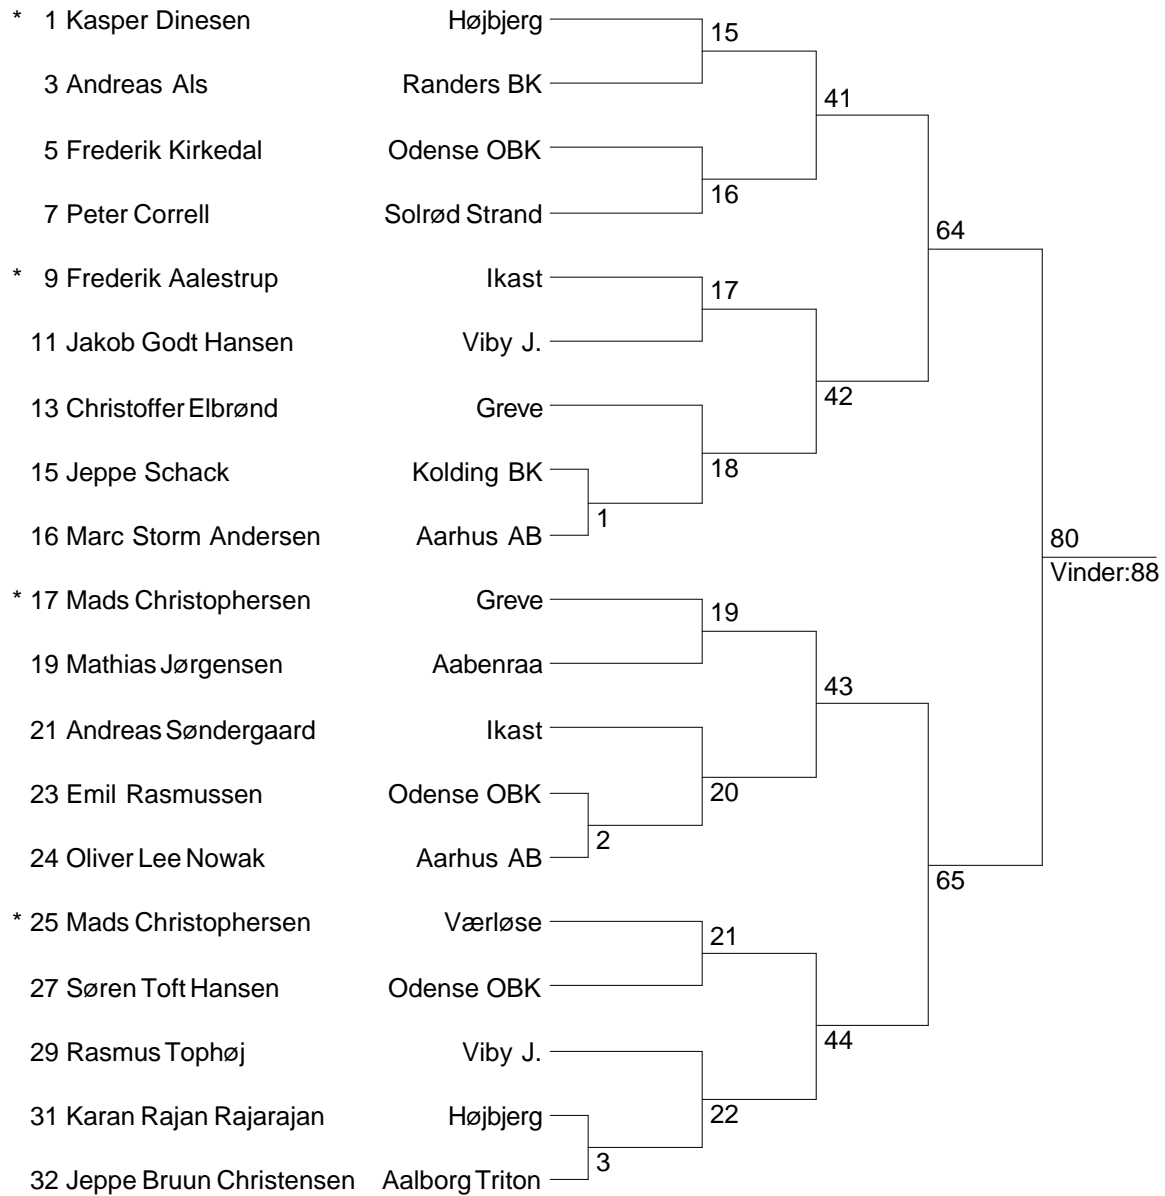 * 1 Kasper Dinesen Højbjerg
15
3 Andreas Als Randers BK
41
5 Frederik Kirkedal Odense OBK
16
7 Peter Correll Solrød Strand
64
* 9 Frederik Aalestrup Ikast
17
11 Jakob Godt Hansen Viby J.
42
13 Christoffer Elbrønd Greve
18
15 Jeppe Schack Kolding BK
1
16 Marc Storm Andersen Aarhus AB
80
Vinder:88
* 17 Mads Christophersen Greve
19
19 Mathias Jørgensen Aabenraa
43
21 Andreas Søndergaard Ikast
20
23 Emil Rasmussen Odense OBK
2
24 Oliver Lee Nowak Aarhus AB
65
* 25 Mads Christophersen Værløse
21
27 Søren Toft Hansen Odense OBK
44
29 Rasmus Tophøj Viby J.
22
31 Karan Rajan Rajarajan Højbjerg
3
32 Jeppe Bruun Christensen Aalborg Triton